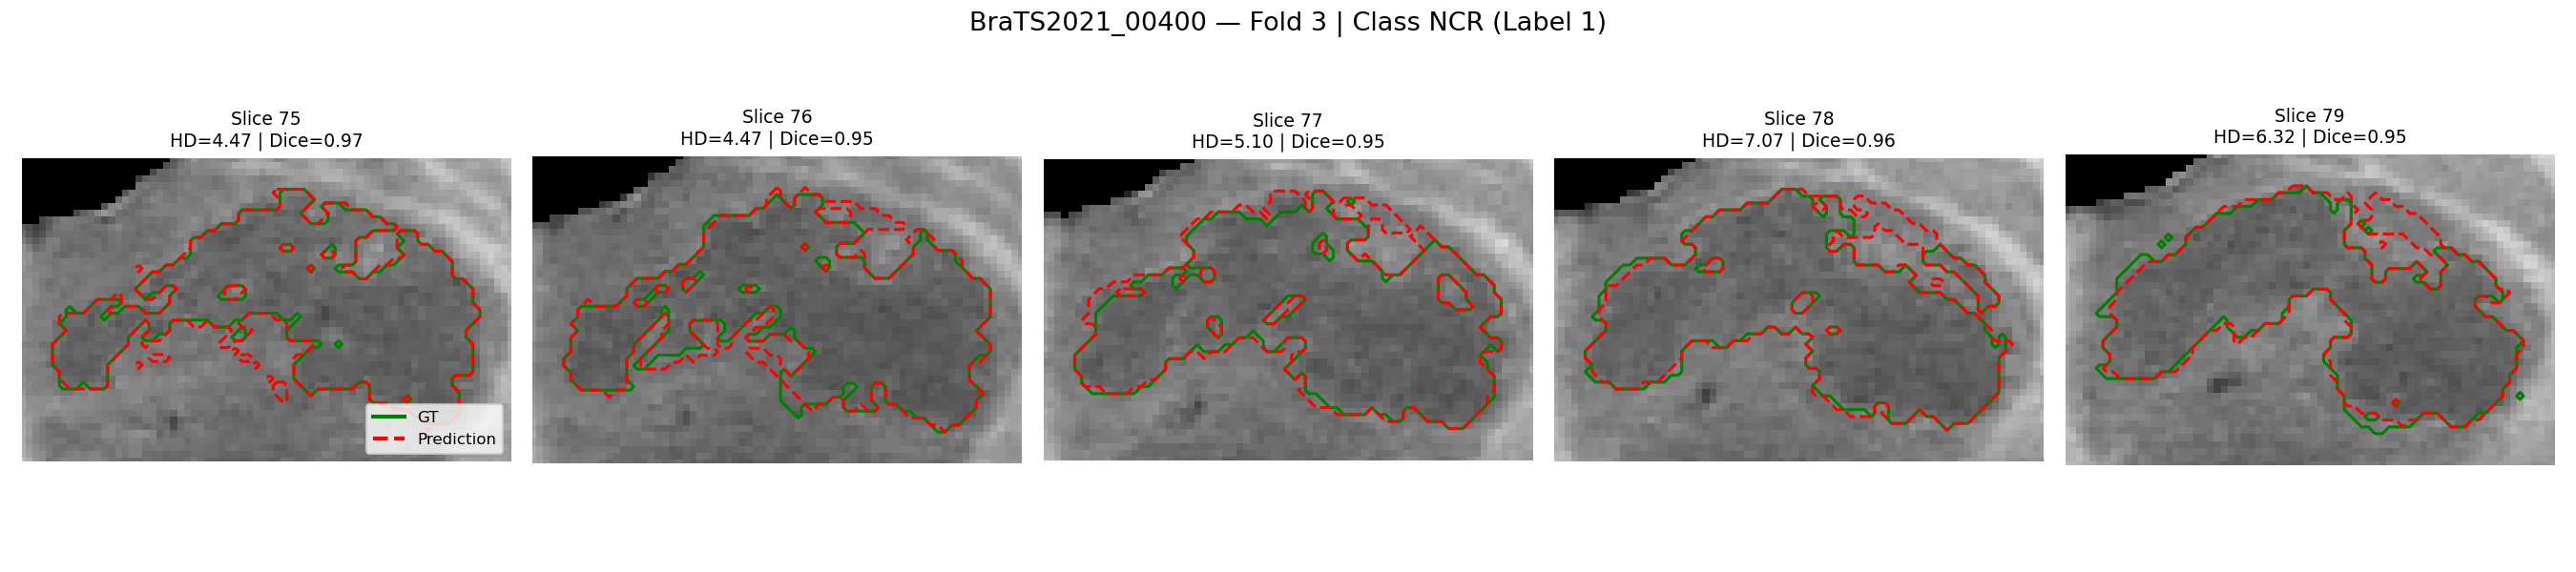 BraTS2021_00400 — Fold 3 | Class NCR (Label 1)
Slice 75
HD=4.47 | Dice=0.97
Slice 76
HD=4.47 | Dice=0.95
Slice 77
HD=5.10 | Dice=0.95
Slice 78
HD=7.07 | Dice=0.96
Slice 79
HD=6.32 | Dice=0.95
GT
Prediction